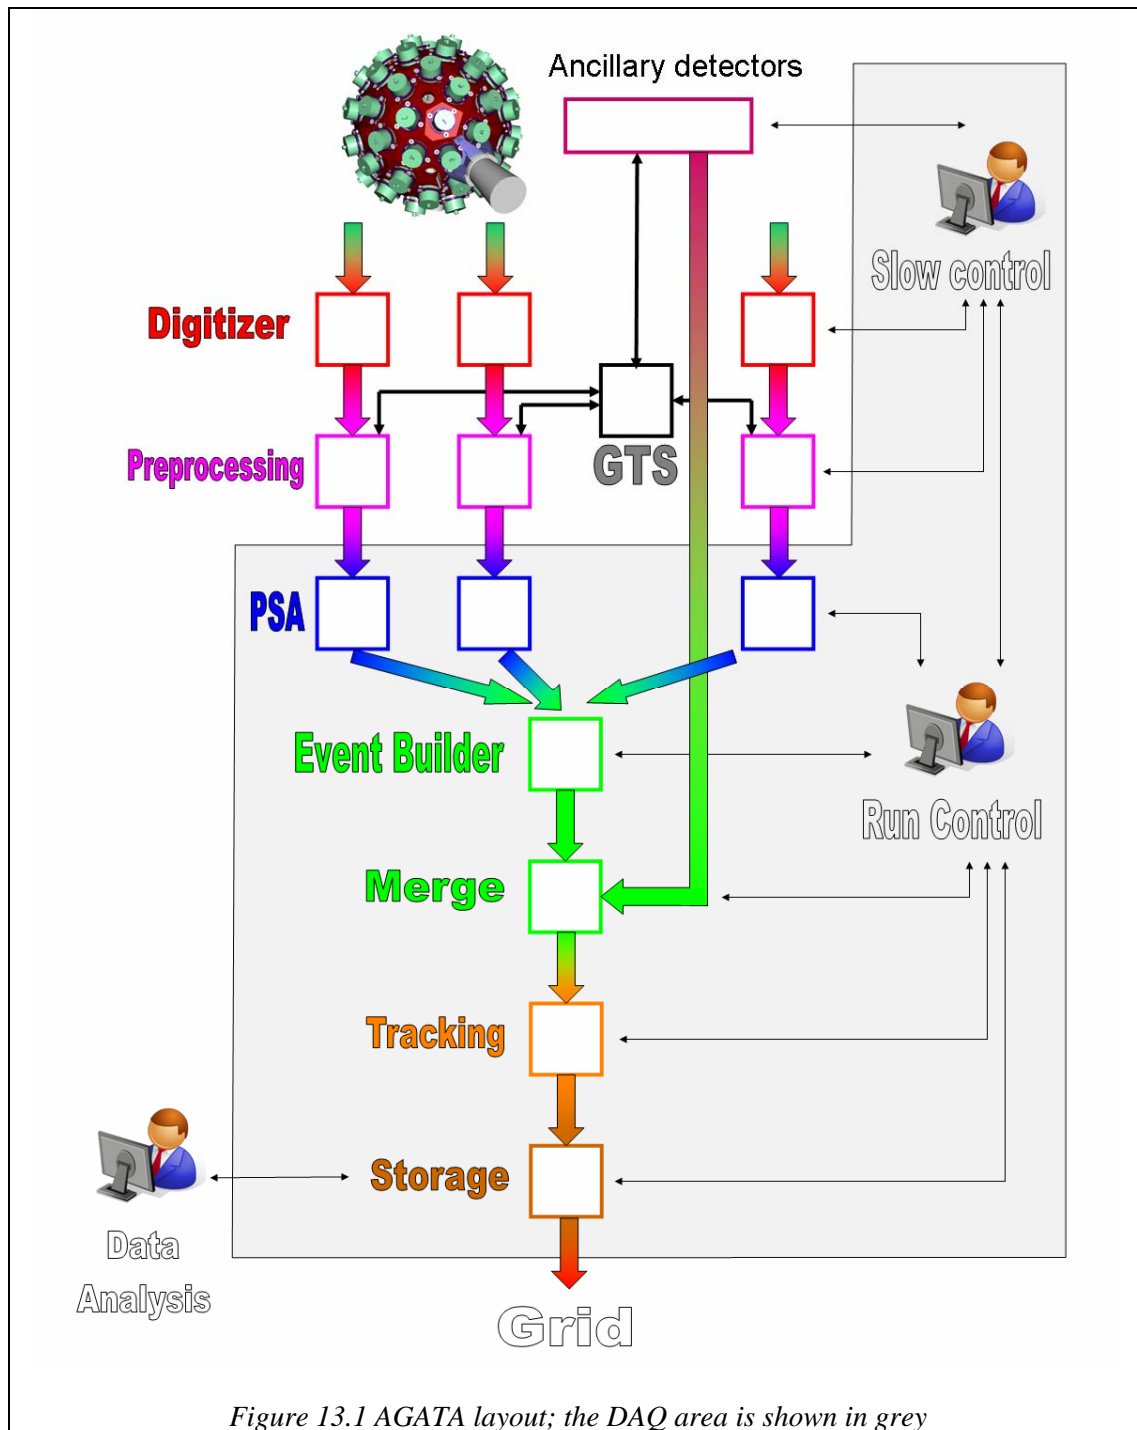 Ancillary detectors
Slow control
Digitizer
Preprocessing
GTS
PSA
Event Builder
Run Control
Merge
Tracking
Storage
Data
Analysis
Grid
Figure 13.1 AGATA layout; the DAQ area is shown in grey